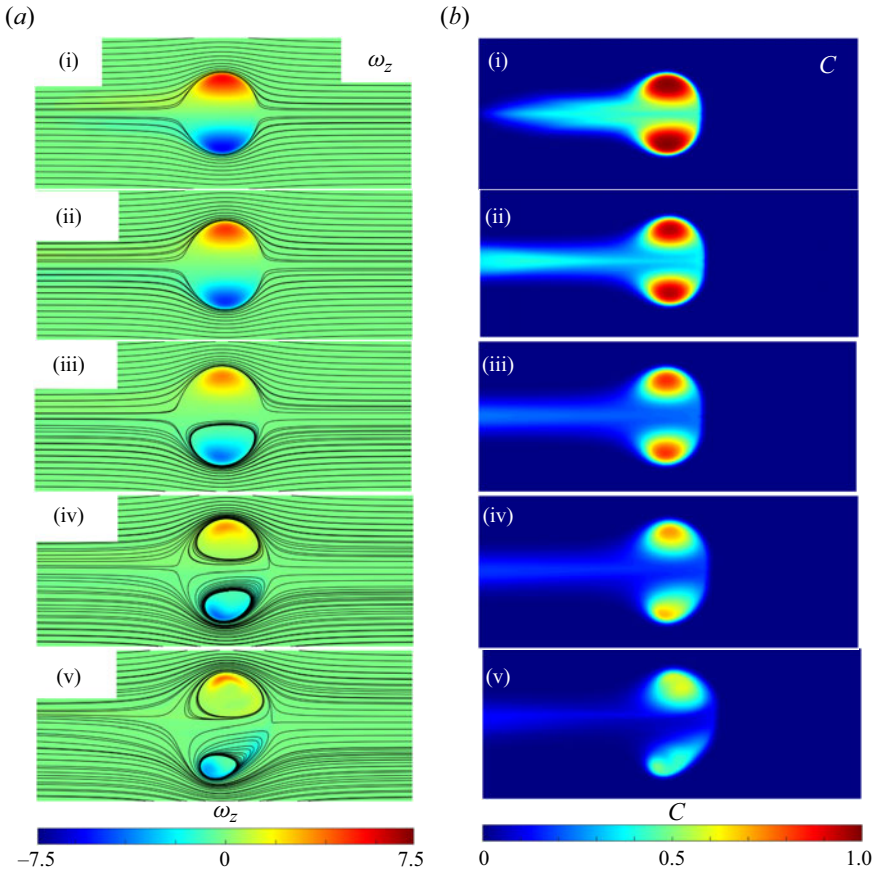 (a) (b)
(i) ω_z (i) C
(ii) (ii)
(iii) (iii)
(iv) (iv)
(v) (v)
ω_z C
–7.5 0 7.5 0 0.5 1.0